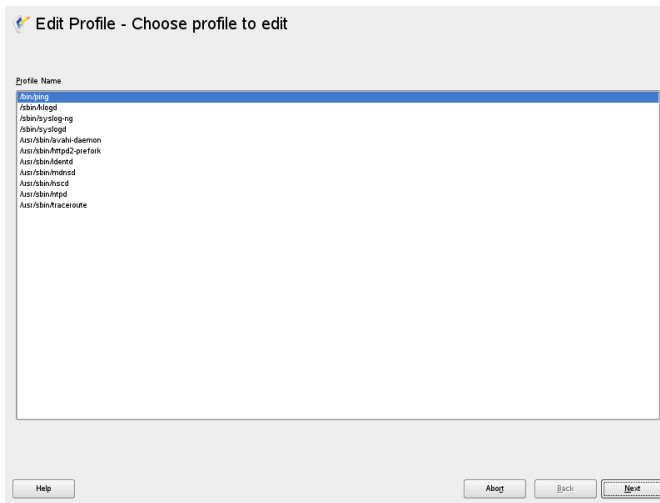 Edit Profile - Choose profile to edit
Profile Name
/bin/ping
/sbin/klogd
/sbin/syslog-ng
/sbin/syslogd
/usr/sbin/avahi-daemon
/usr/sbin/httpd2-prefork
/usr/sbin/identd
/usr/sbin/mdnsd
/usr/sbin/nscd
/usr/sbin/ntpd
/usr/sbin/traceroute
Help Abort Back Next